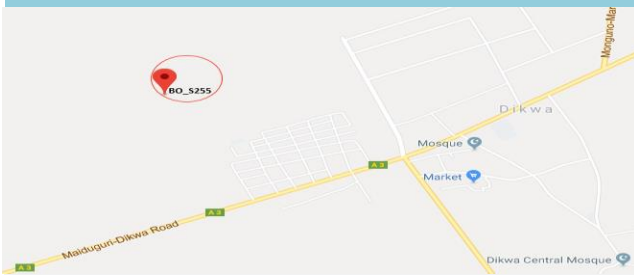 Monguno-Mar
BO_S255
Dikwa
Mosque
A3
Market
A3
Maiduguri-Dikwa Road
Dikwa Central Mosque
A3